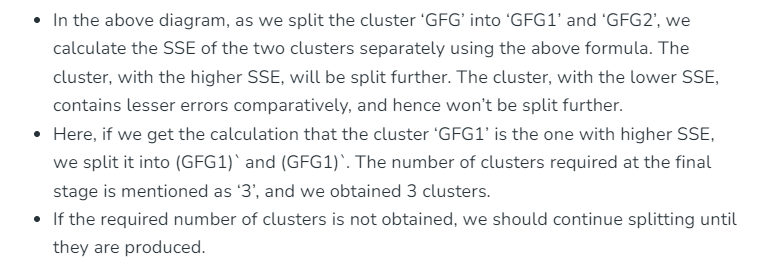 • In the above diagram, as we split the cluster ‘GFG’ into ‘GFG1’ and ‘GFG2’, we
calculate the SSE of the two clusters separately using the above formula. The
cluster, with the higher SSE, will be split further. The cluster, with the lower SSE,
contains lesser errors comparatively, and hence won’t be split further.
• Here, if we get the calculation that the cluster ‘GFG1’ is the one with higher SSE,
we split it into (GFG1)` and (GFG1)`. The number of clusters required at the final
stage is mentioned as ‘3’, and we obtained 3 clusters.
• If the required number of clusters is not obtained, we should continue splitting until
they are produced.